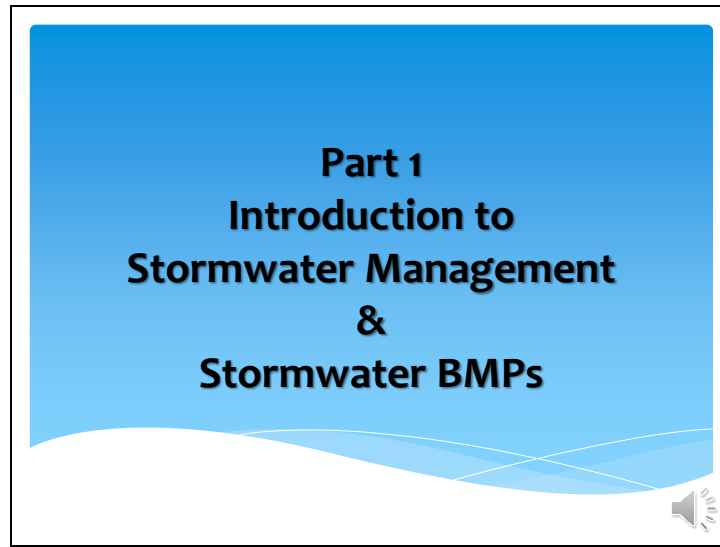 Part 1
Introduction to
Stormwater Management
&
Stormwater BMPs